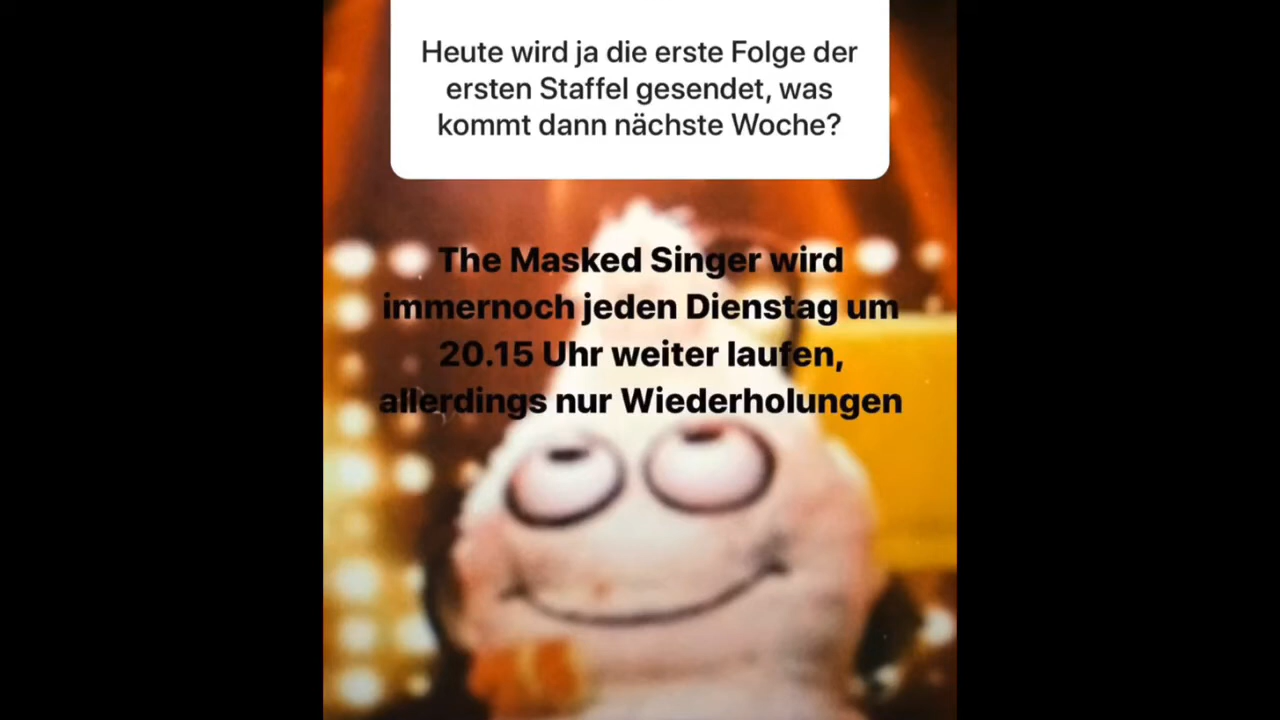 Heute wird ja die erste Folge der
ersten Staffel gesendet, was
kommt dann nächste Woche?
The Masked Singer wird
immernoch jeden Dienstag um
20.15 Uhr weiter laufen,
allerdings nur Wiederholungen